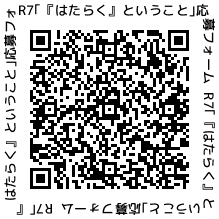 R7「『はたらく』ということ」応
募フォーム R7「『はたらく』と
いうこと」応募フォーム R7「『
はたらく』ということ」応募フォ